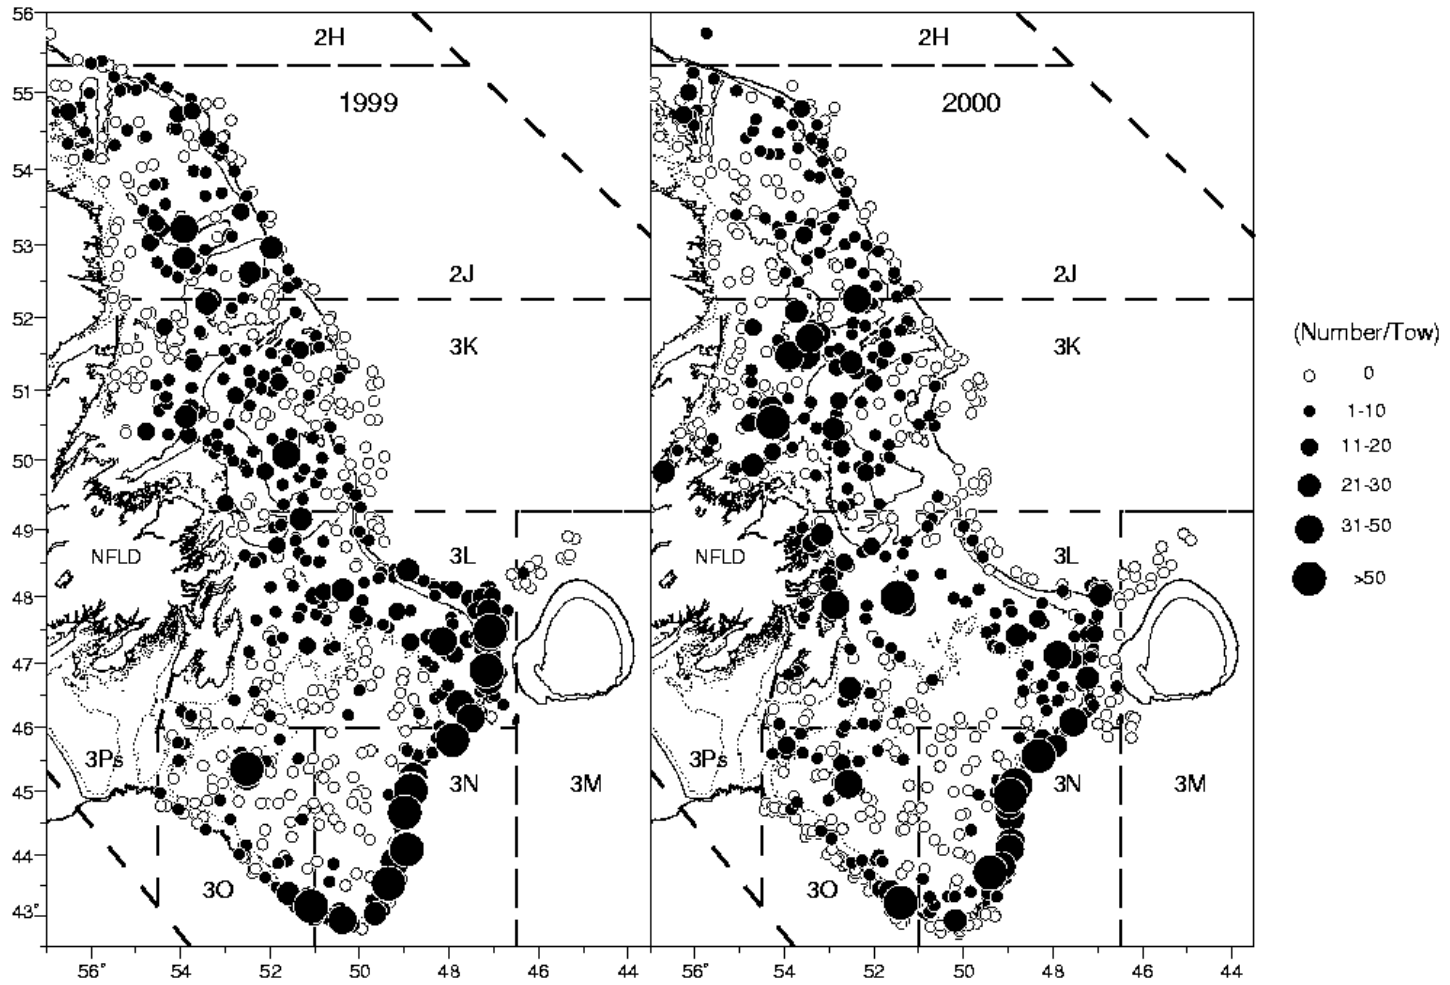 56
55
54
53
52
51
50
49
48
47
46
45
44
43°
2H
1999
2J
3K
NFLD
3L
3Ps
3N
3M
3O
56°
54
52
50
48
46
44
2H
2000
2J
3K
NFLD
3L
3Ps
3N
3M
3O
56°
54
52
50
48
46
44
(Number/Tow)
0
1-10
11-20
21-30
31-50
>50